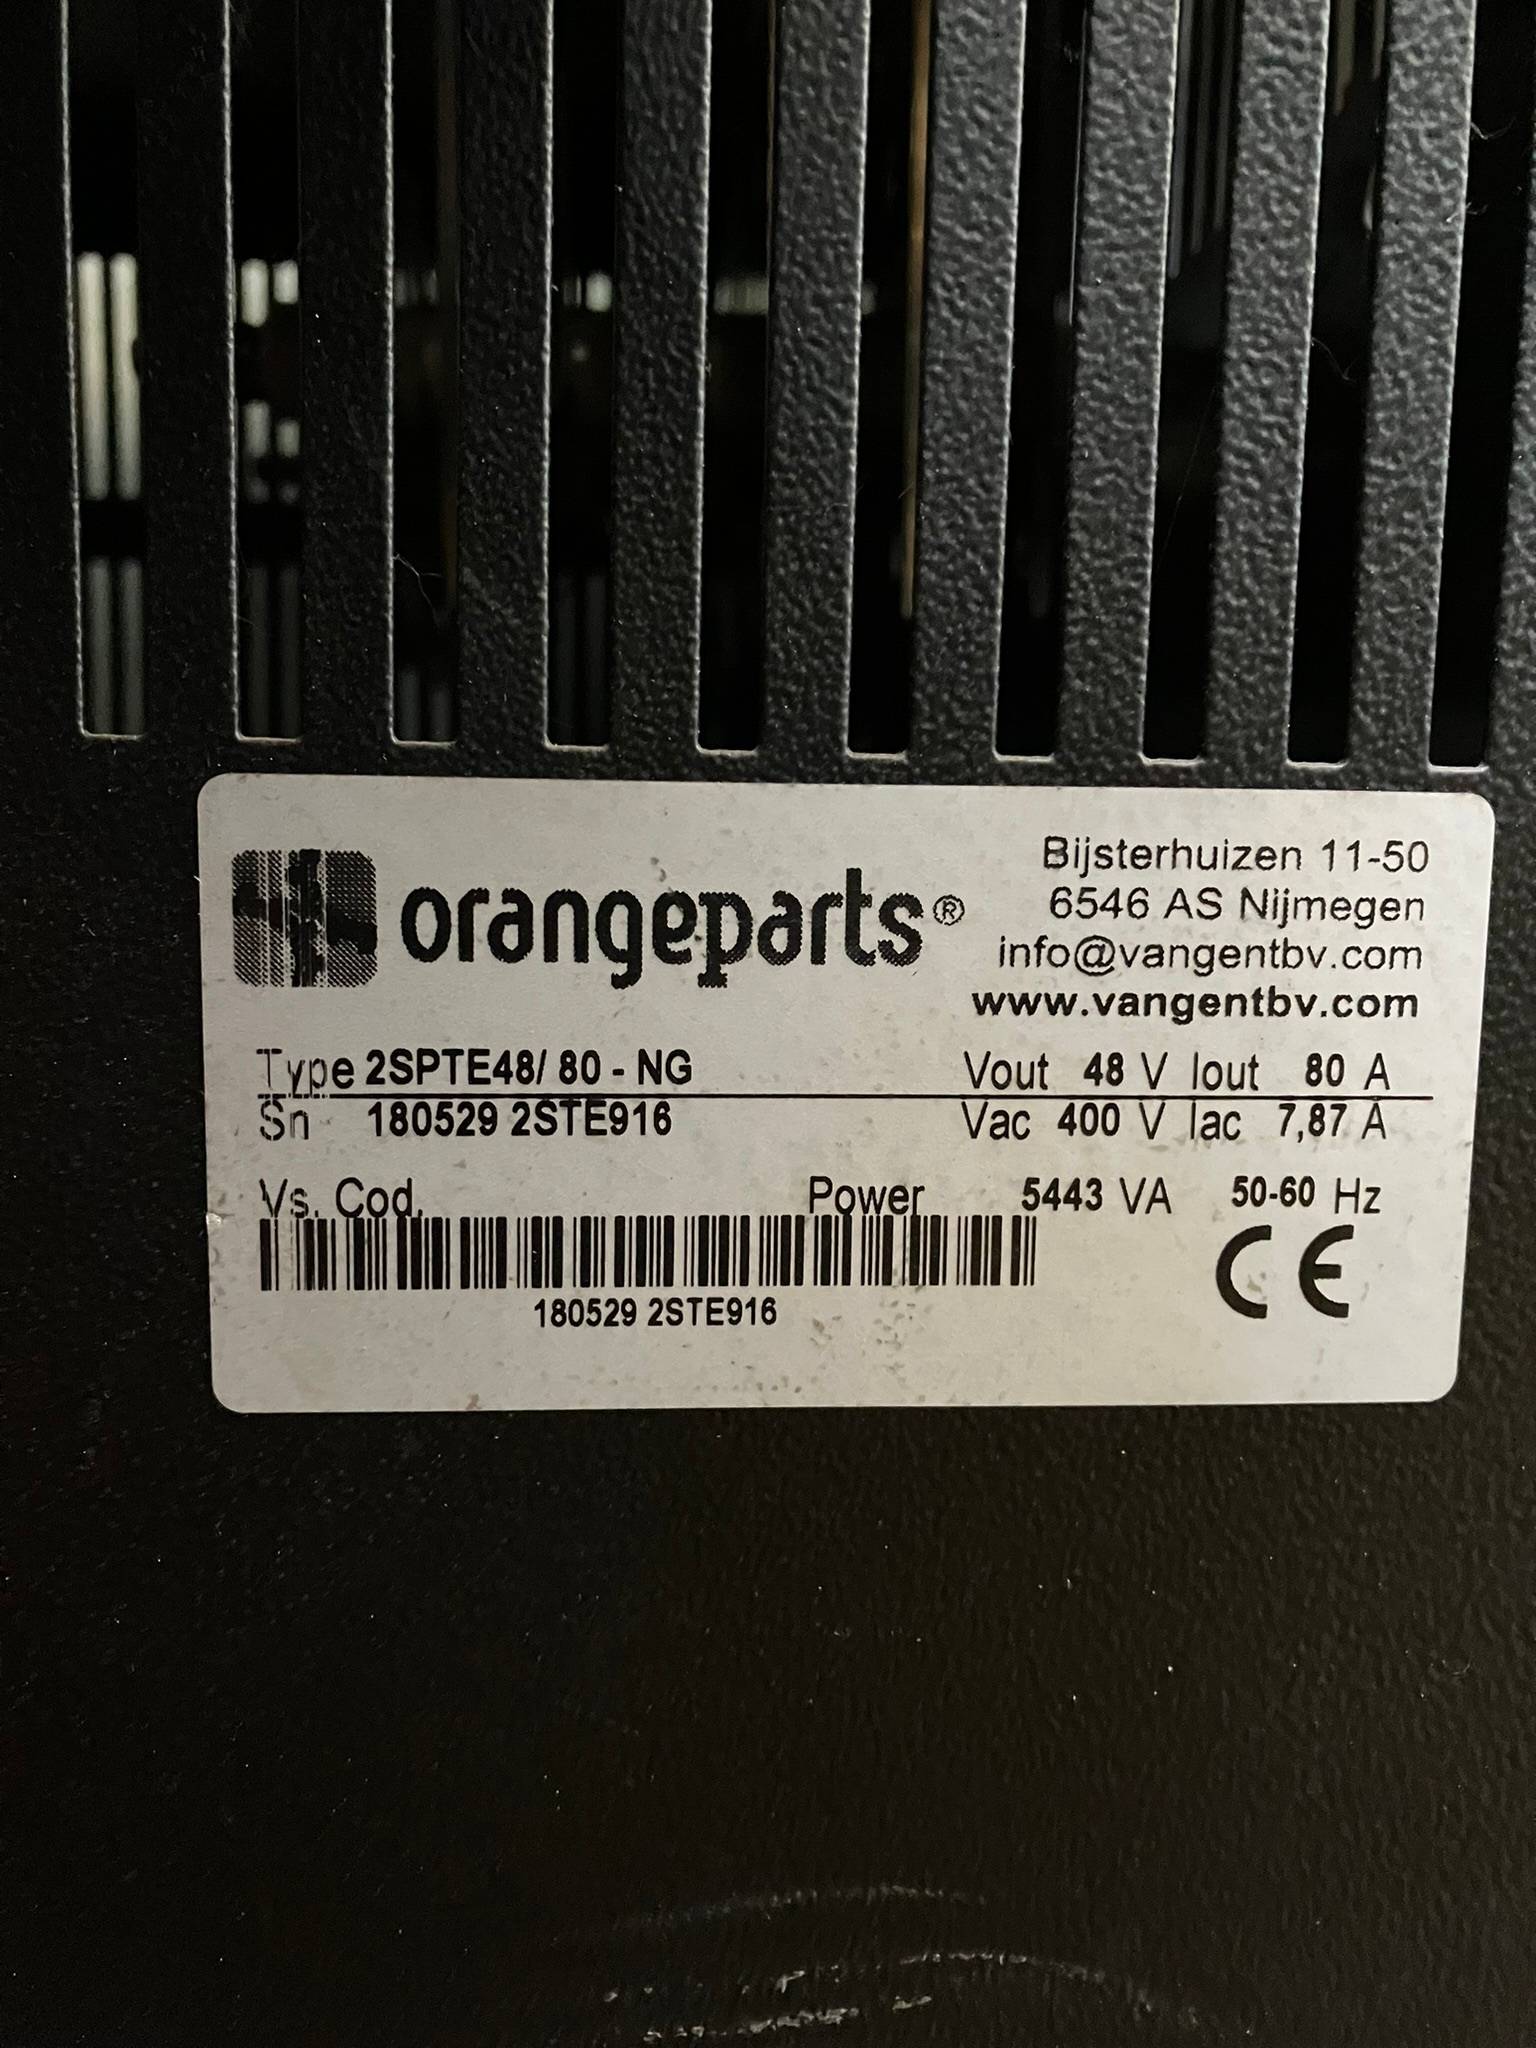 orangeparts®
Bijsterhuizen 11-50
6546 AS Nijmegen
info@vangentbv.com
www.vangentbv.com
Type 2SPTE48/ 80 - NG Vout 48 V Iout 80 A
Sn 180529 2STE916 Vac 400 V Iac 7,87 A
Vs. Cod. Power 5443 VA 50-60 Hz
180529 2STE916
CE